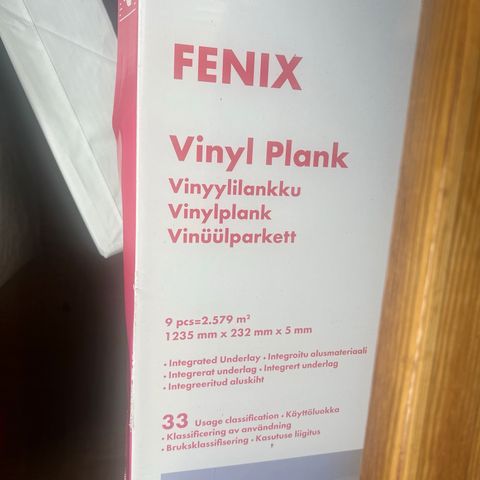 FENIX
Vinyl Plank
Vinyylilankku
Vinylplank
Vinüülparkett
9 pcs=2.579 m²
1235 mm x 232 mm x 5 mm
• Integrated Underlay • Integroitu alusmateriaali
• Integrerat underlag • Integrert underlag
• Integreeritud aluskiht
33 Usage classification • Käyttöluokka
• Klassificering av användning
• Bruksklassifisering • Kasutuse liigitus